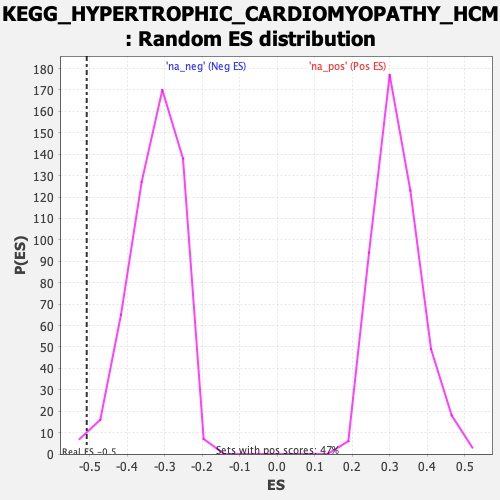 KEGG_HYPERTROPHIC_CARDIOMYOPATHY_HCM
: Random ES distribution
'na_neg' (Neg ES) 'na_pos' (Pos ES)
180
170
160
150
140
130
120
110
100
90
80
70
60
50
40
30
20
10
0
P(ES)
Real ES -0.5 Sets with pos scores: 47%
-0.5 -0.4 -0.3 -0.2 -0.1 0.0 0.1 0.2 0.3 0.4 0.5
ES